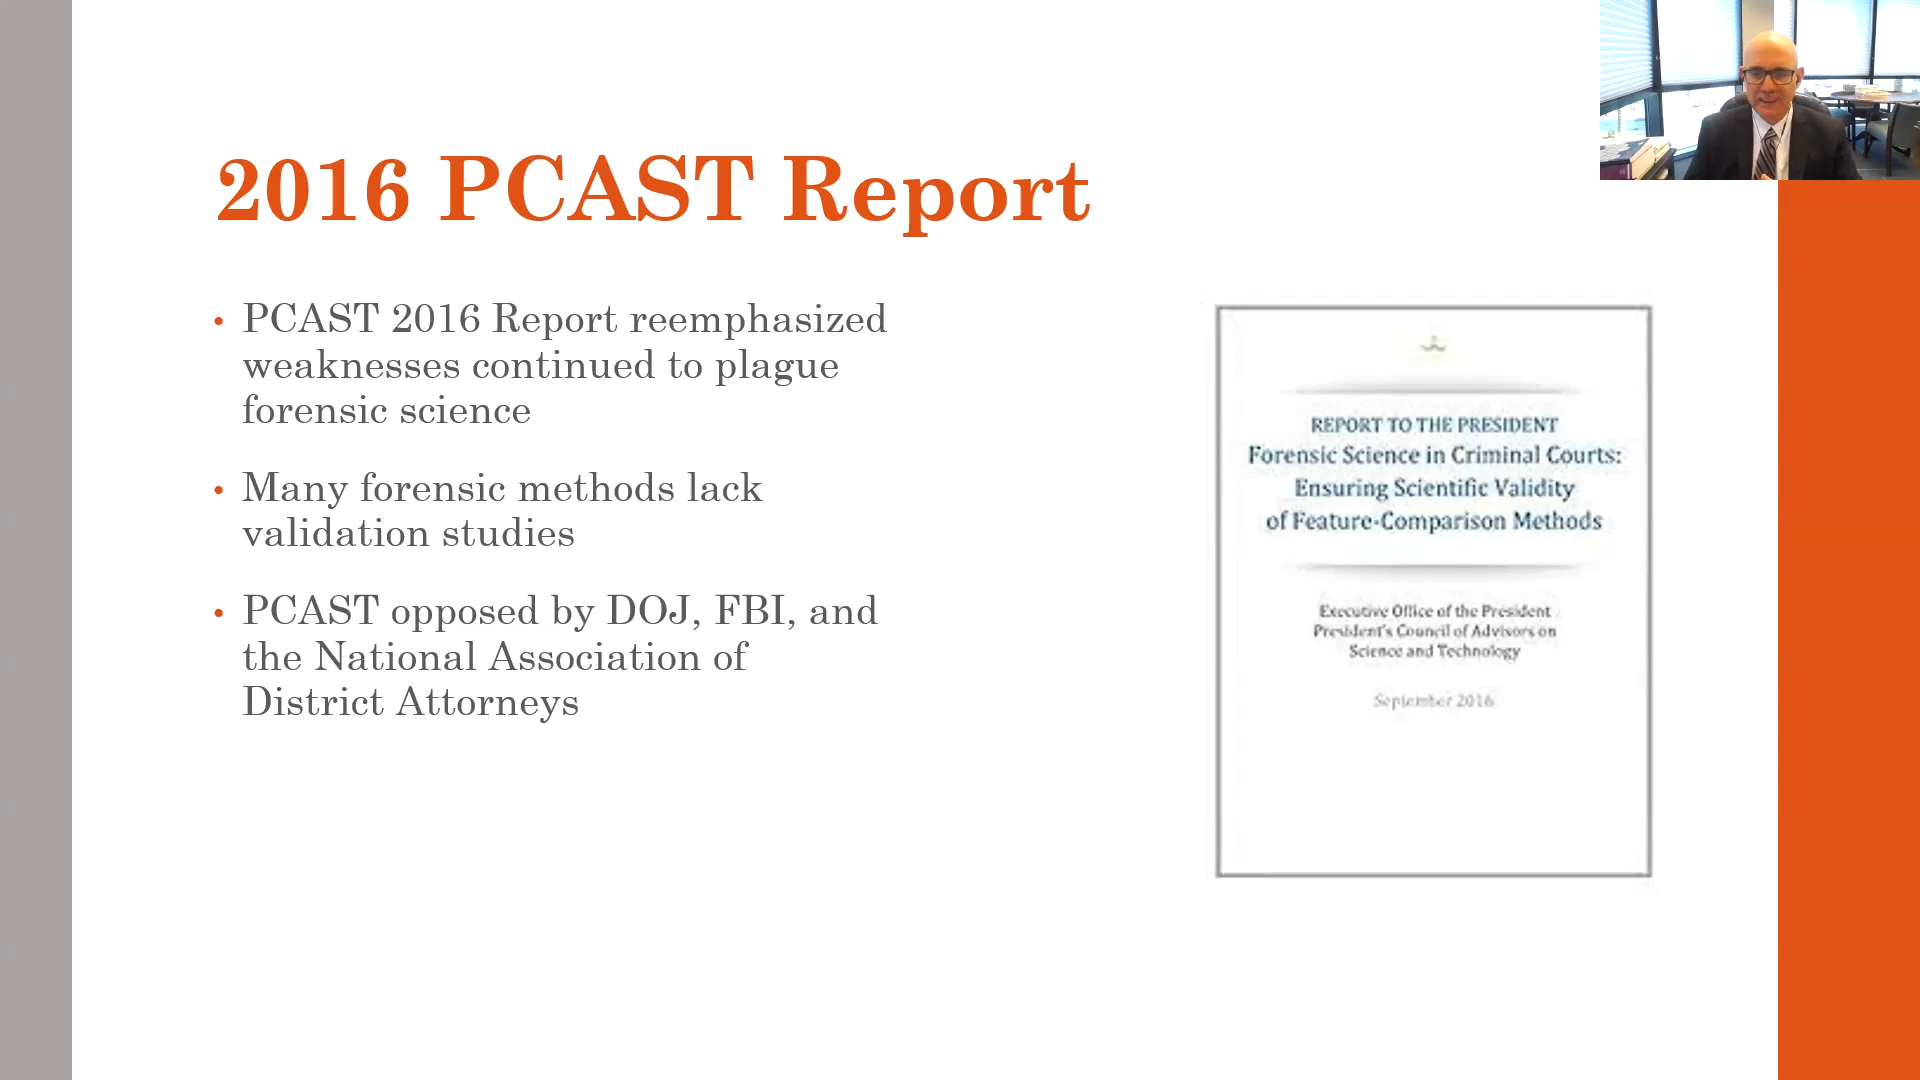 2016 PCAST Report
• PCAST 2016 Report reemphasized
weaknesses continued to plague
forensic science
• Many forensic methods lack
validation studies
• PCAST opposed by DOJ, FBI, and
the National Association of
District Attorneys
REPORT TO THE PRESIDENT
Forensic Science in Criminal Courts:
Ensuring Scientific Validity
of Feature-Comparison Methods
Executive Office of the President
President's Council of Advisors on
Science and Technology
September 2016